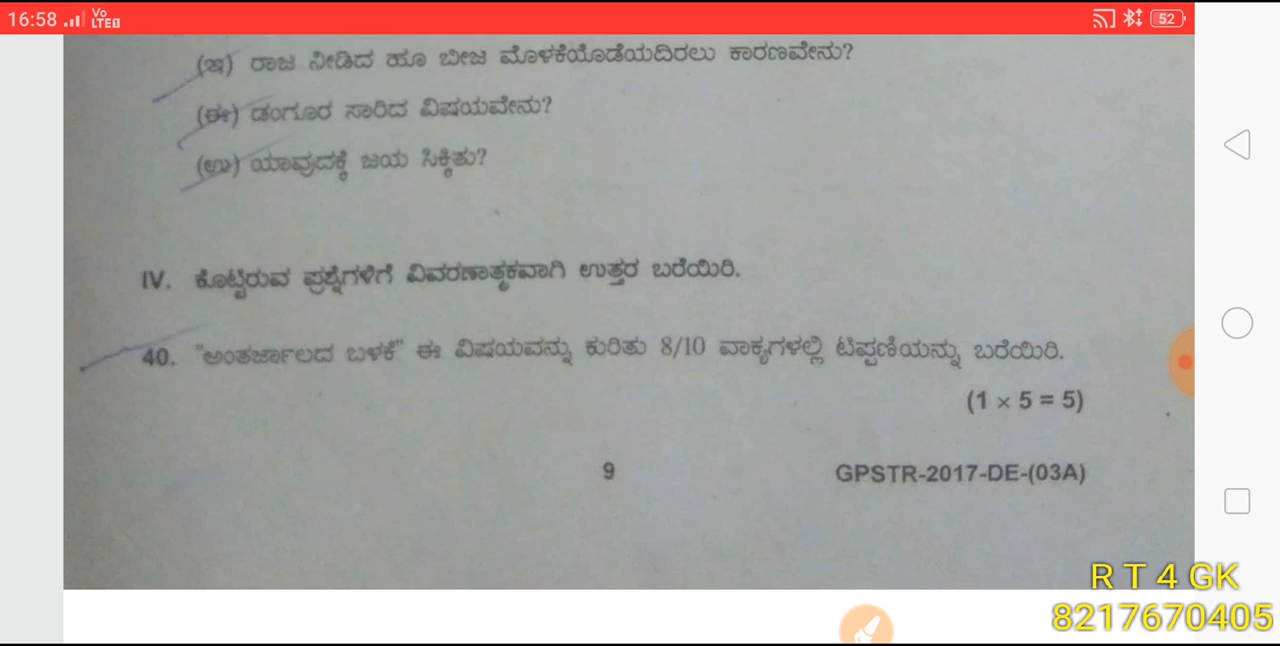 16:58 Vo LTE 52
(ಇ) ರಾಜ ನೀಡಿದ ಹೂ ಬೀಜ ಮೊಳಕೆಯೊಡೆಯದಿರಲು ಕಾರಣವೇನು?
(ಈ) ಡಂಗೂರ ಸಾರಿದ ವಿಷಯವೇನು?
(ಉ) ಯಾವುದಕ್ಕೆ ಜಯ ಸಿಕ್ಕಿತು?
IV. ಕೊಟ್ಟಿರುವ ಪ್ರಶ್ನೆಗಳಿಗೆ ವಿವರಣಾತ್ಮಕವಾಗಿ ಉತ್ತರ ಬರೆಯಿರಿ.
40. "ಅಂತರ್ಜಾಲದ ಬಳಕೆ" ಈ ವಿಷಯವನ್ನು ಕುರಿತು 8/10 ವಾಕ್ಯಗಳಲ್ಲಿ ಟಿಪ್ಪಣಿಯನ್ನು ಬರೆಯಿರಿ.
(1 × 5 = 5)
9 GPSTR-2017-DE-(03A)
R T 4 GK
8217670405